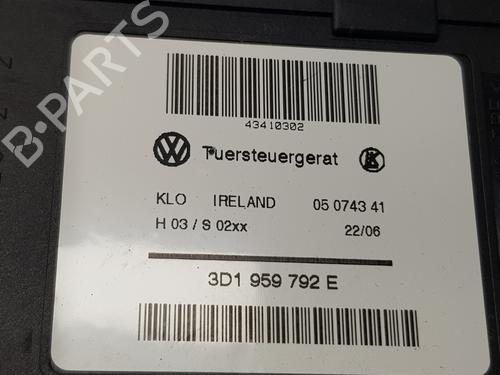 B-PARTS
43410302
Tuersteuergerat
KLO IRELAND 05 0743 41
H 03 / S 02xx 22/06
3D1 959 792 E